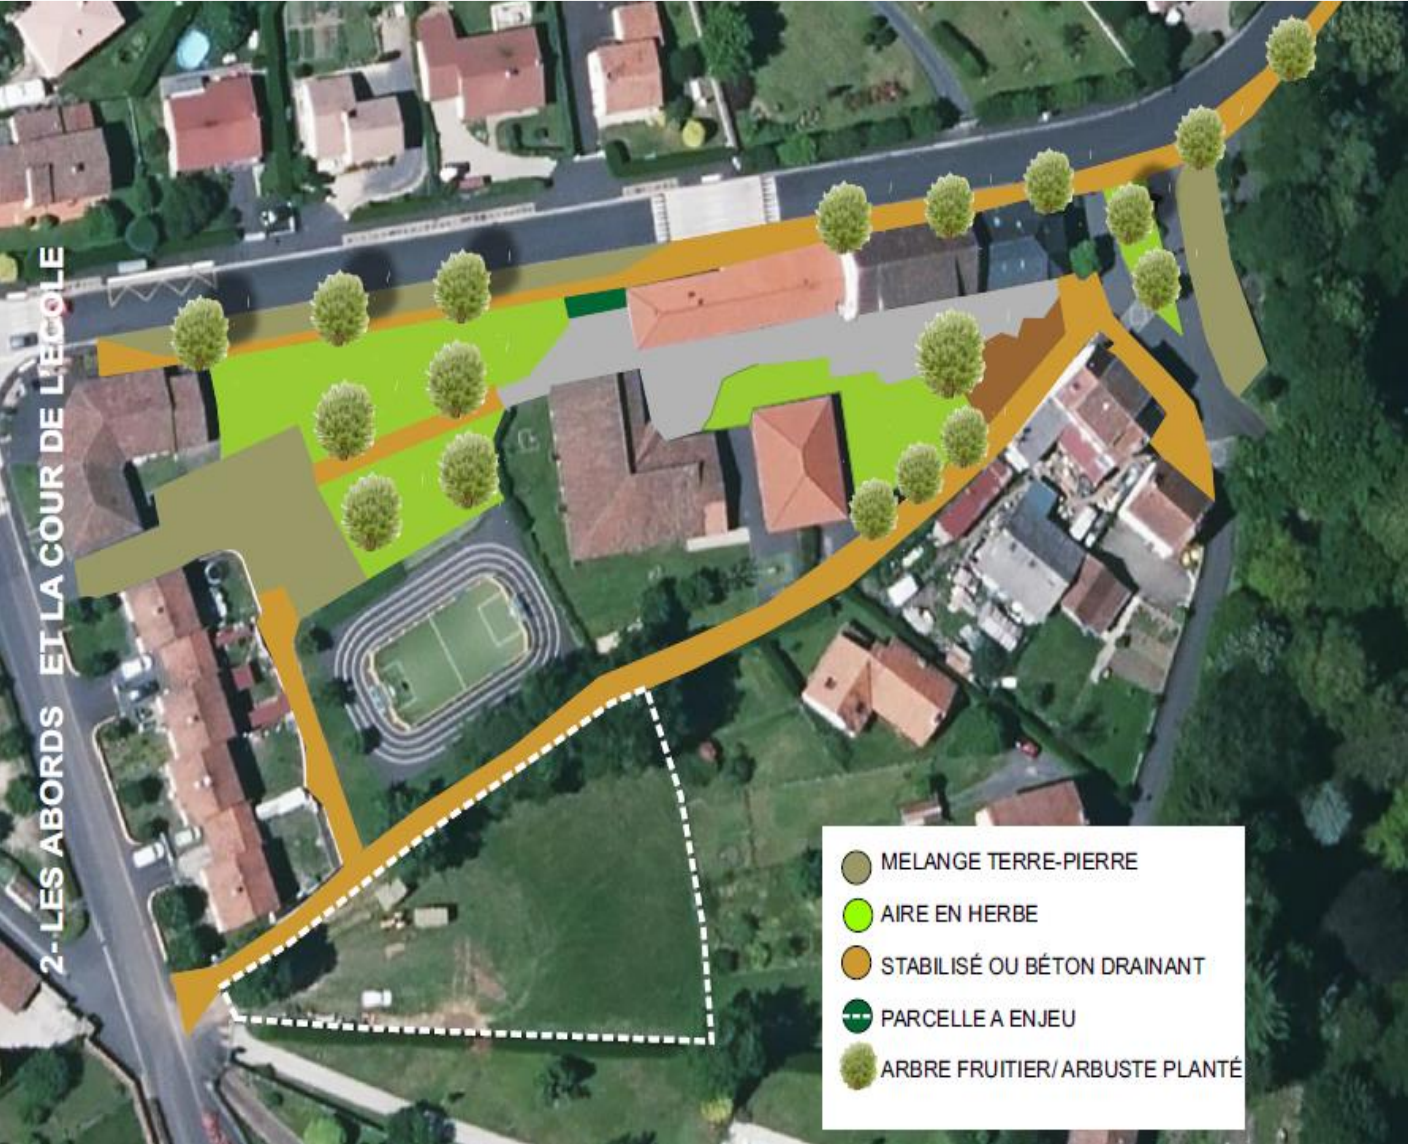 2- LES ABORDS ET LA COUR DE L'ECOLE
MELANGE TERRE-PIERRE
AIRE EN HERBE
STABILISÉ OU BÉTON DRAINANT
PARCELLE A ENJEU
ARBRE FRUITIER/ ARBUSTE PLANTÉ